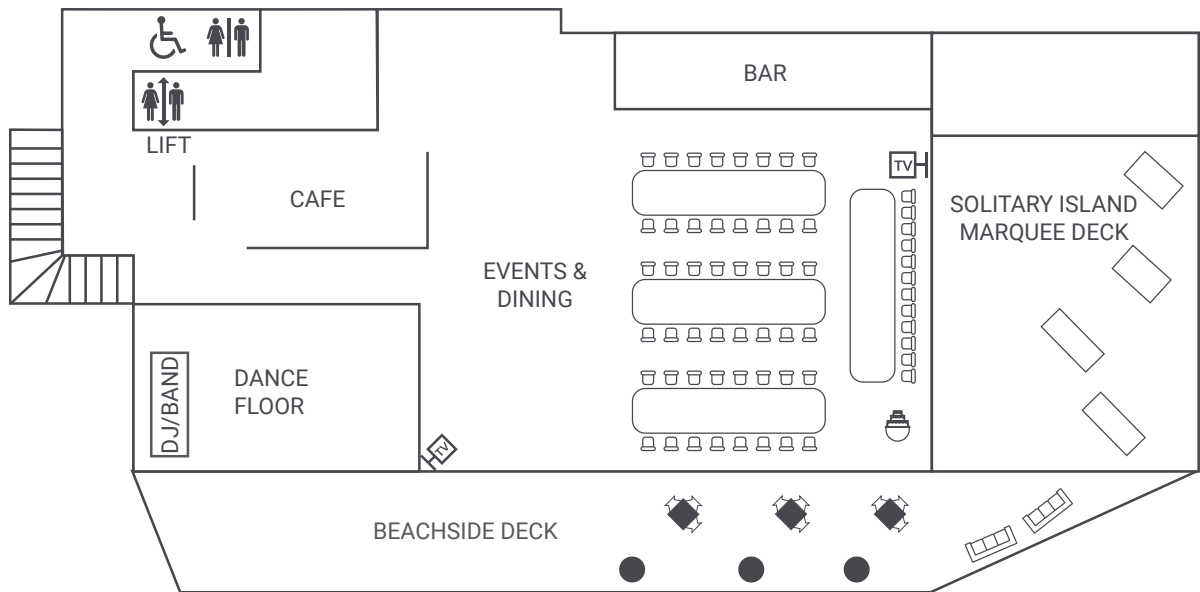 BAR
LIFT
TV
CAFE
SOLITARY ISLAND
MARQUEE DECK
EVENTS &
DINING
DJ/BAND
DANCE
FLOOR
TV
BEACHSIDE DECK